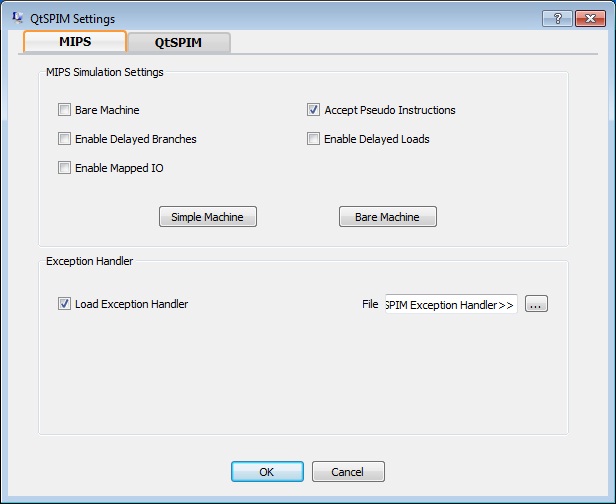 QtSPIM Settings
MIPS QtSPIM
MIPS Simulation Settings
Bare Machine Accept Pseudo Instructions
Enable Delayed Branches Enable Delayed Loads
Enable Mapped IO
Simple Machine Bare Machine
Exception Handler
Load Exception Handler File SPIM Exception Handler>> ...
OK Cancel